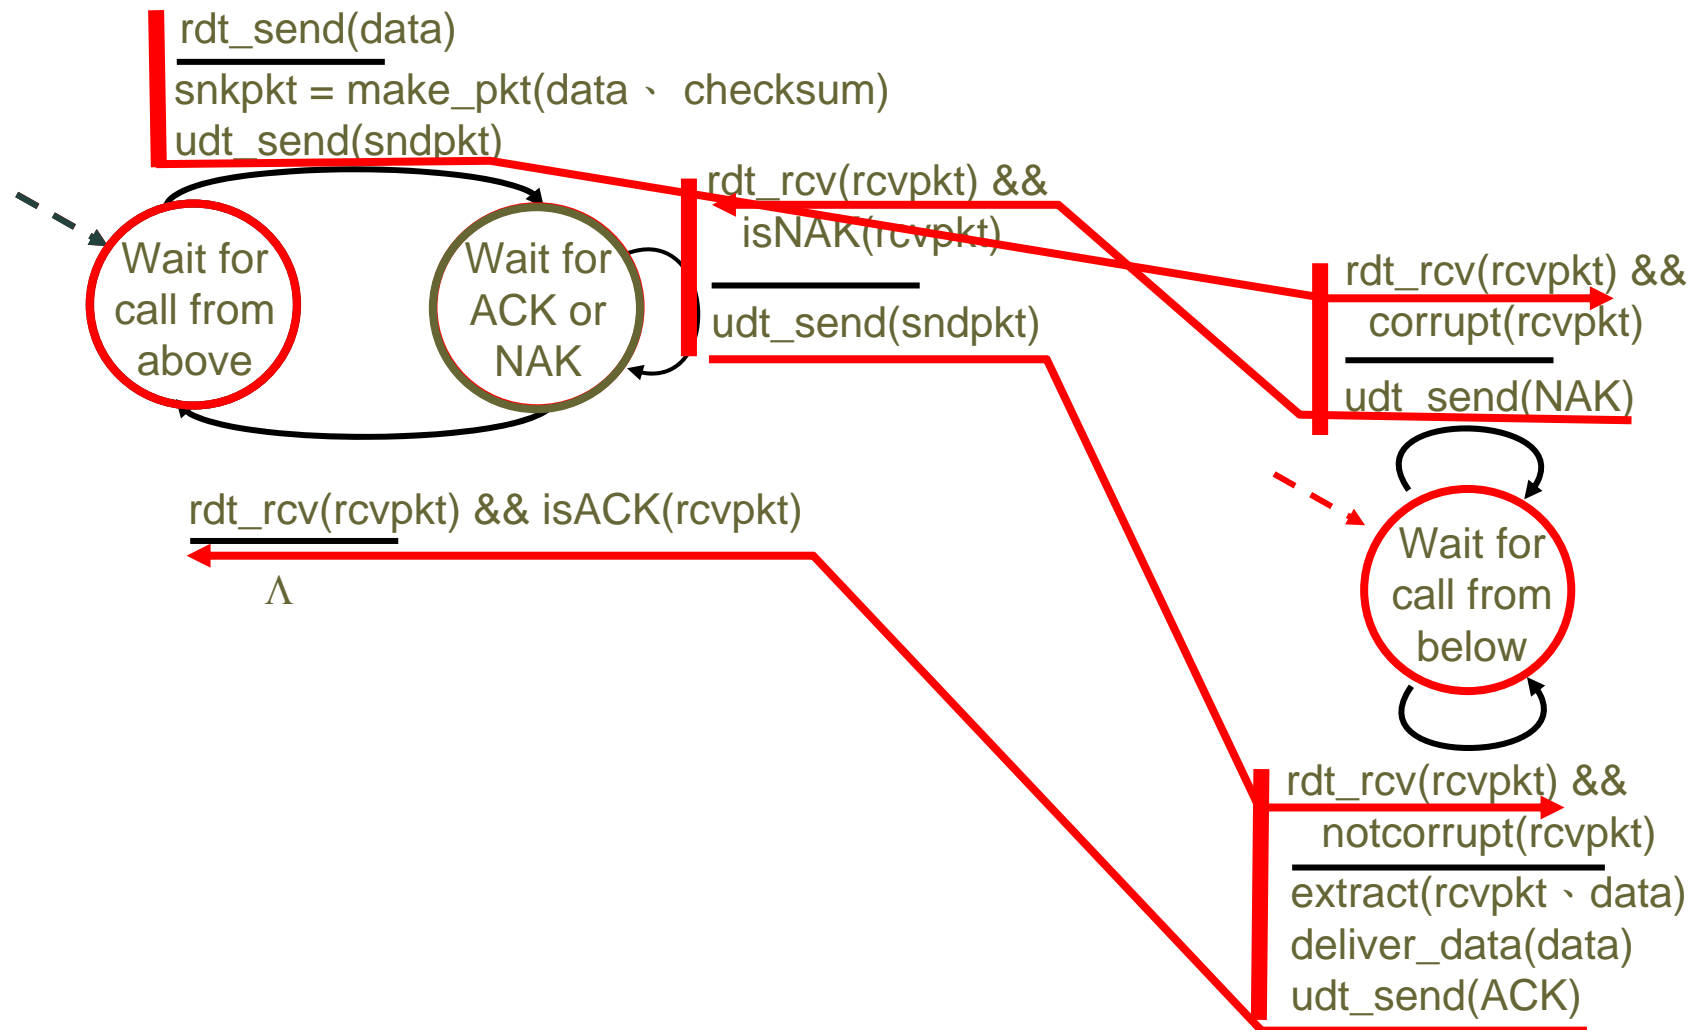 rdt_send(data)
snkpkt = make_pkt(data、 checksum)
udt_send(sndpkt)
Wait for
call from
above
Wait for
ACK or
NAK
rdt_rcv(rcvpkt) &&
isNAK(rcvpkt)
udt_send(sndpkt)
rdt_rcv(rcvpkt) && isACK(rcvpkt)
Λ
rdt_rcv(rcvpkt) &&
corrupt(rcvpkt)
udt_send(NAK)
Wait for
call from
below
rdt_rcv(rcvpkt) &&
notcorrupt(rcvpkt)
extract(rcvpkt、data)
deliver_data(data)
udt_send(ACK)